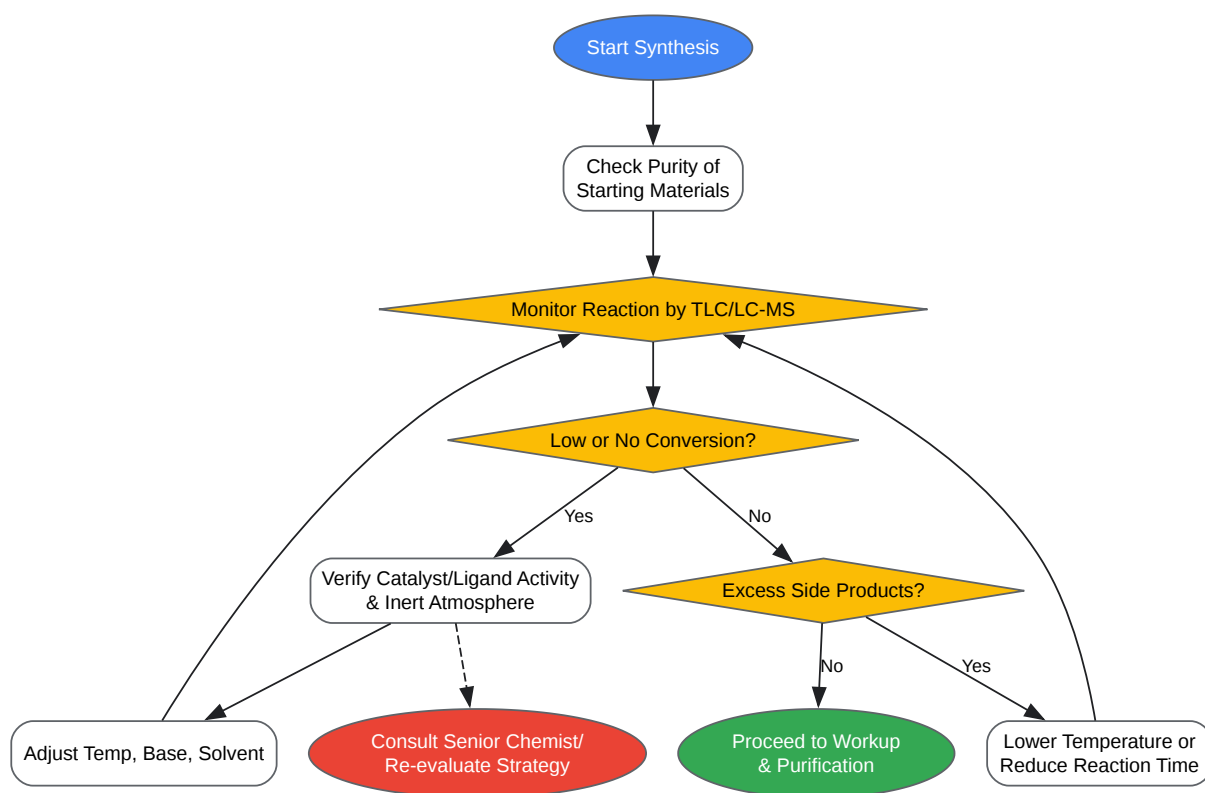 Start Synthesis
Check Purity of
Starting Materials
Monitor Reaction by TLC/LC-MS
Low or No Conversion?
Yes
No
Verify Catalyst/Ligand Activity
& Inert Atmosphere
Excess Side Products?
No
Yes
Adjust Temp, Base, Solvent
Consult Senior Chemist/
Re-evaluate Strategy
Proceed to Workup
& Purification
Lower Temperature or
Reduce Reaction Time